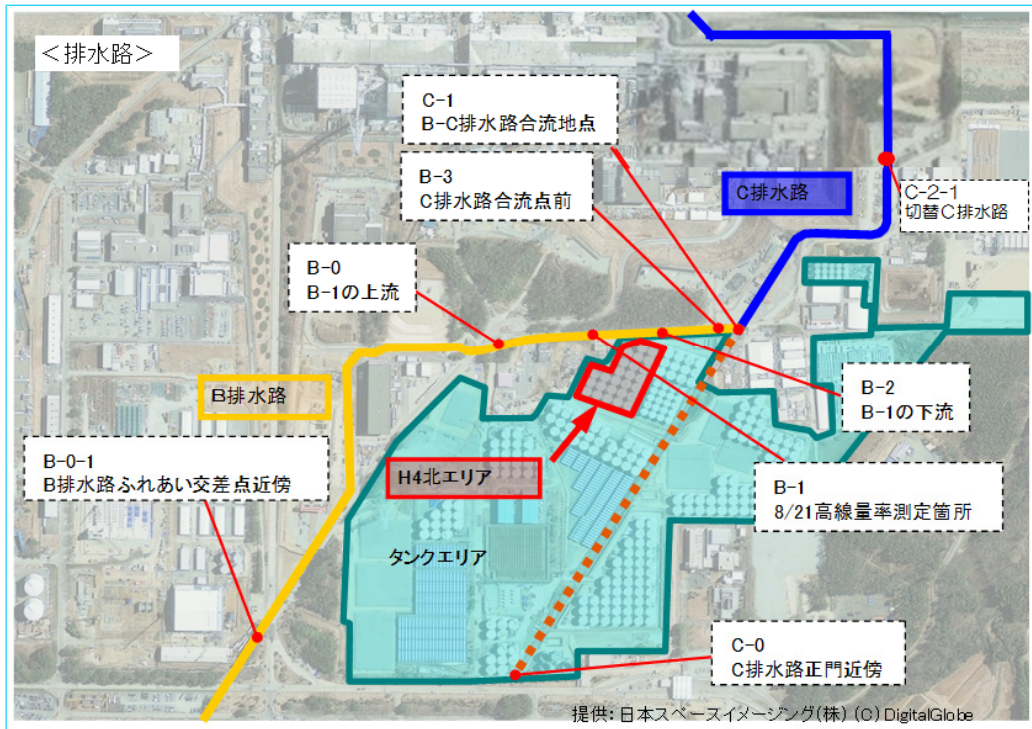 ＜排水路＞
C-1
B-C排水路合流地点
B-3
C排水路合流点前
C排水路
C-2-1
切替C排水路
B-0
B-1の上流
B排水路
B-2
B-1の下流
B-0-1
B排水路ふれあい交差点近傍
H4北エリア
B-1
8/21高線量率測定箇所
タンクエリア
C-0
C排水路正門近傍
提供：日本スペースイメージング(株) (C) DigitalGlobe